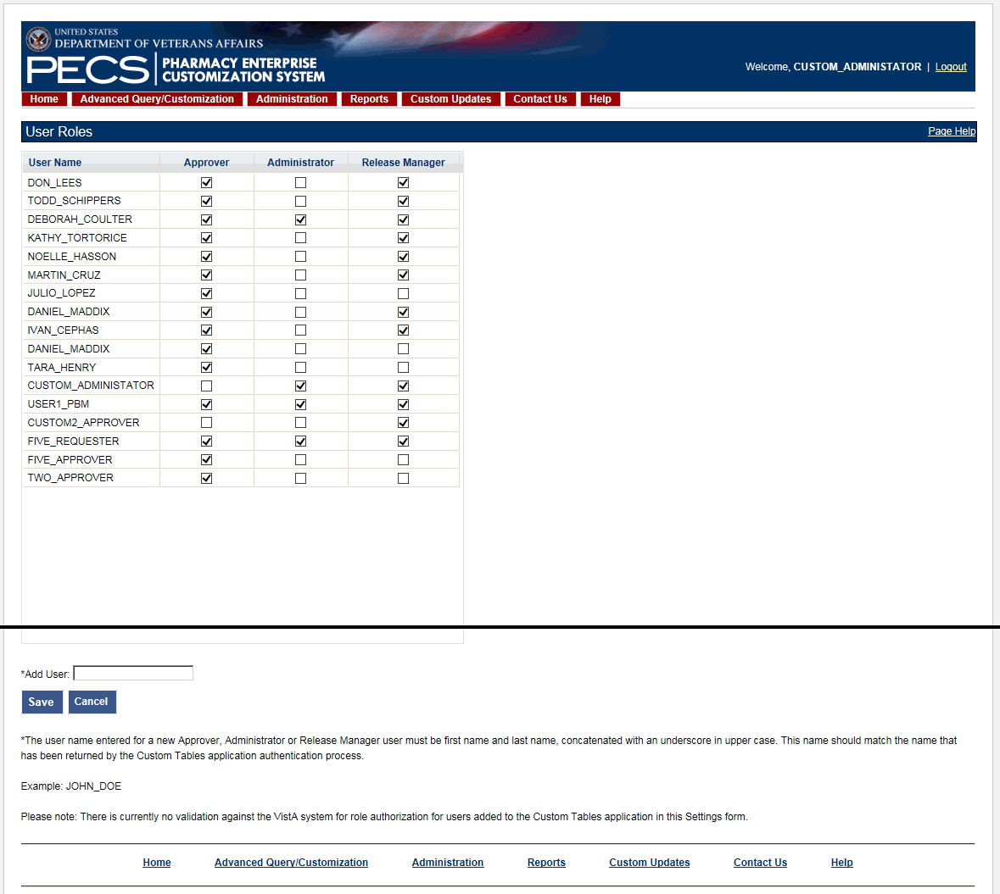 UNITED STATES
DEPARTMENT OF VETERANS AFFAIRS
PECS PHARMACY ENTERPRISE
CUSTOMIZATION SYSTEM
Welcome, CUSTOM_ADMINISTATOR | Logout
Home Advanced Query/Customization Administration Reports Custom Updates Contact Us Help
User Roles Page Help
User Name Approver Administrator Release Manager
DON_LEES
TODD_SCHIPPERS
DEBORAH_COULTER
KATHY_TORTORICE
NOELLE_HASSON
MARTIN_CRUZ
JULIO_LOPEZ
DANIEL_MADDIX
IVAN_CEPHAS
DANIEL_MADDIX
TARA_HENRY
CUSTOM_ADMINISTATOR
USER1_PBM
CUSTOM2_APPROVER
FIVE_REQUESTER
FIVE_APPROVER
TWO_APPROVER
*Add User:
Save Cancel
*The user name entered for a new Approver, Administrator or Release Manager user must be first name and last name, concatenated with an underscore in upper case. This name should match the name that
has been returned by the Custom Tables application authentication process.
Example: JOHN_DOE
Please note: There is currently no validation against the VistA system for role authorization for users added to the Custom Tables application in this Settings form.
Home Advanced Query/Customization Administration Reports Custom Updates Contact Us Help